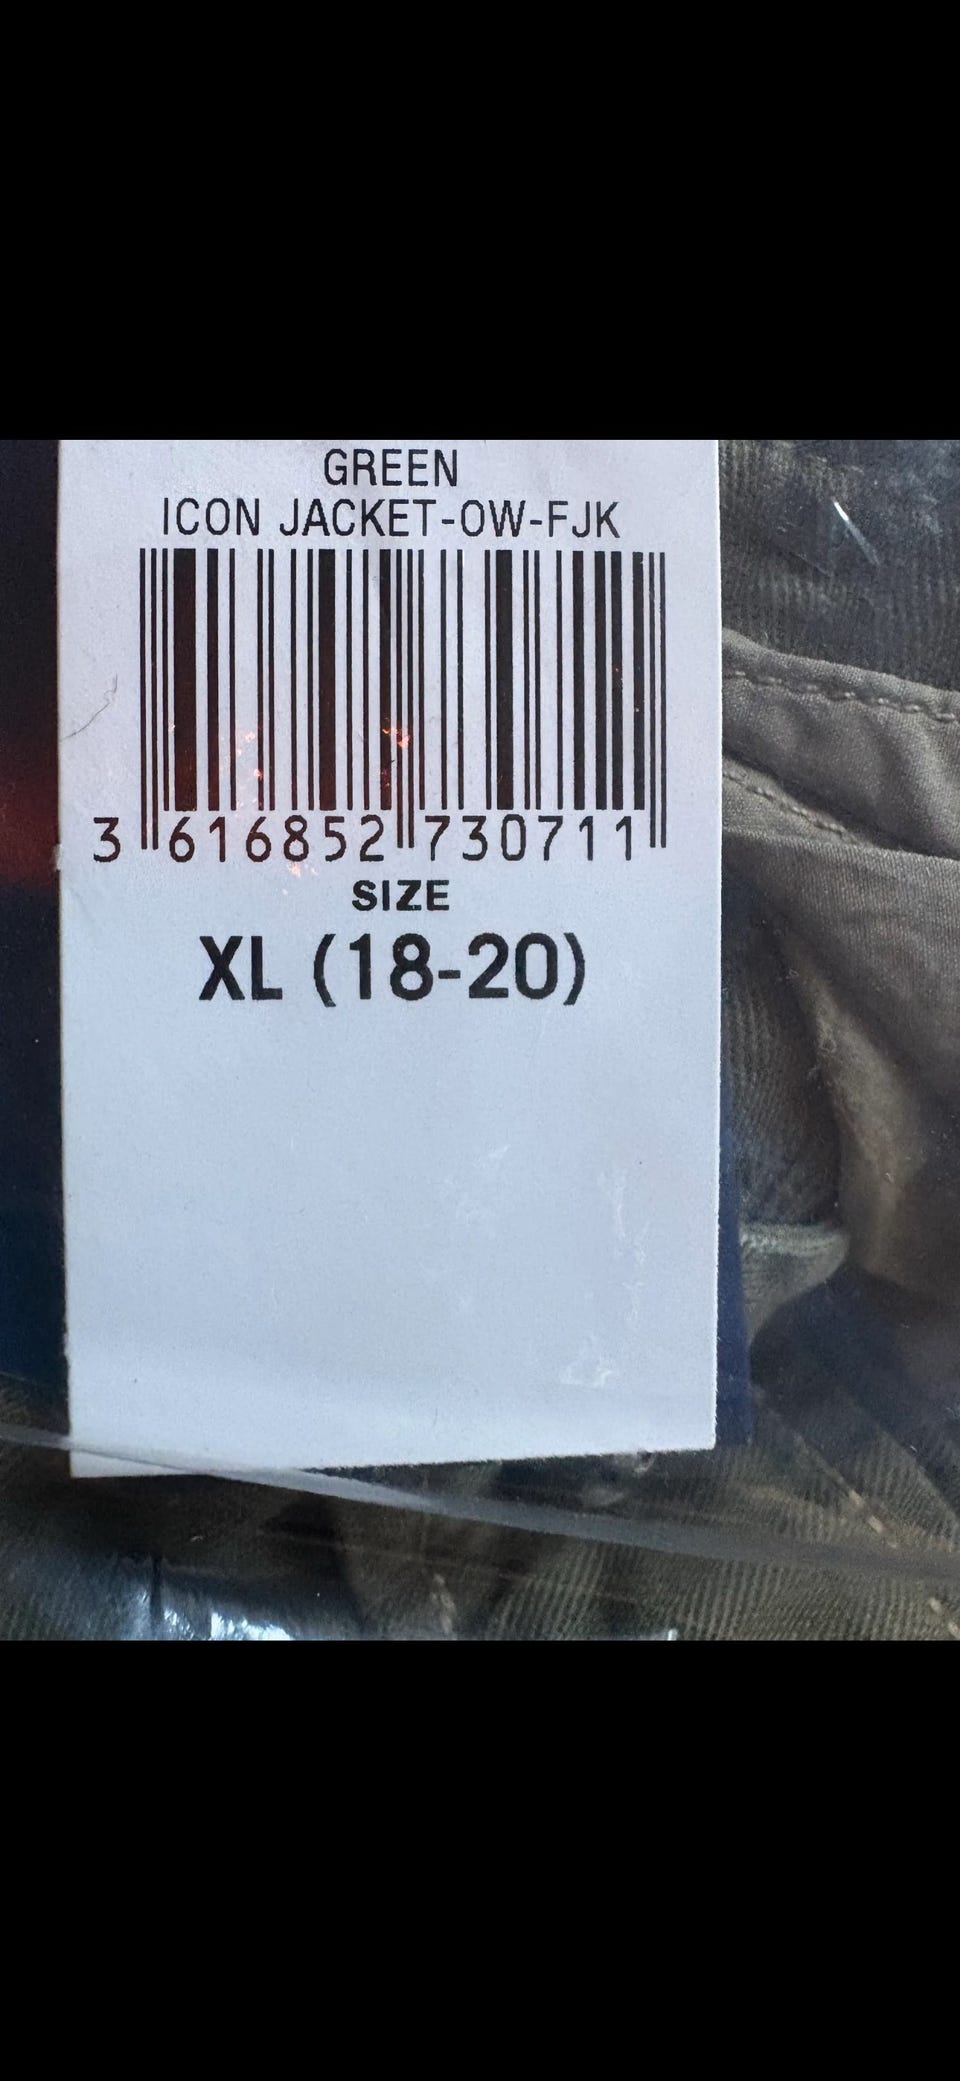 GREEN
ICON JACKET-OW-FJK
3 616852 730711
SIZE
XL (18-20)